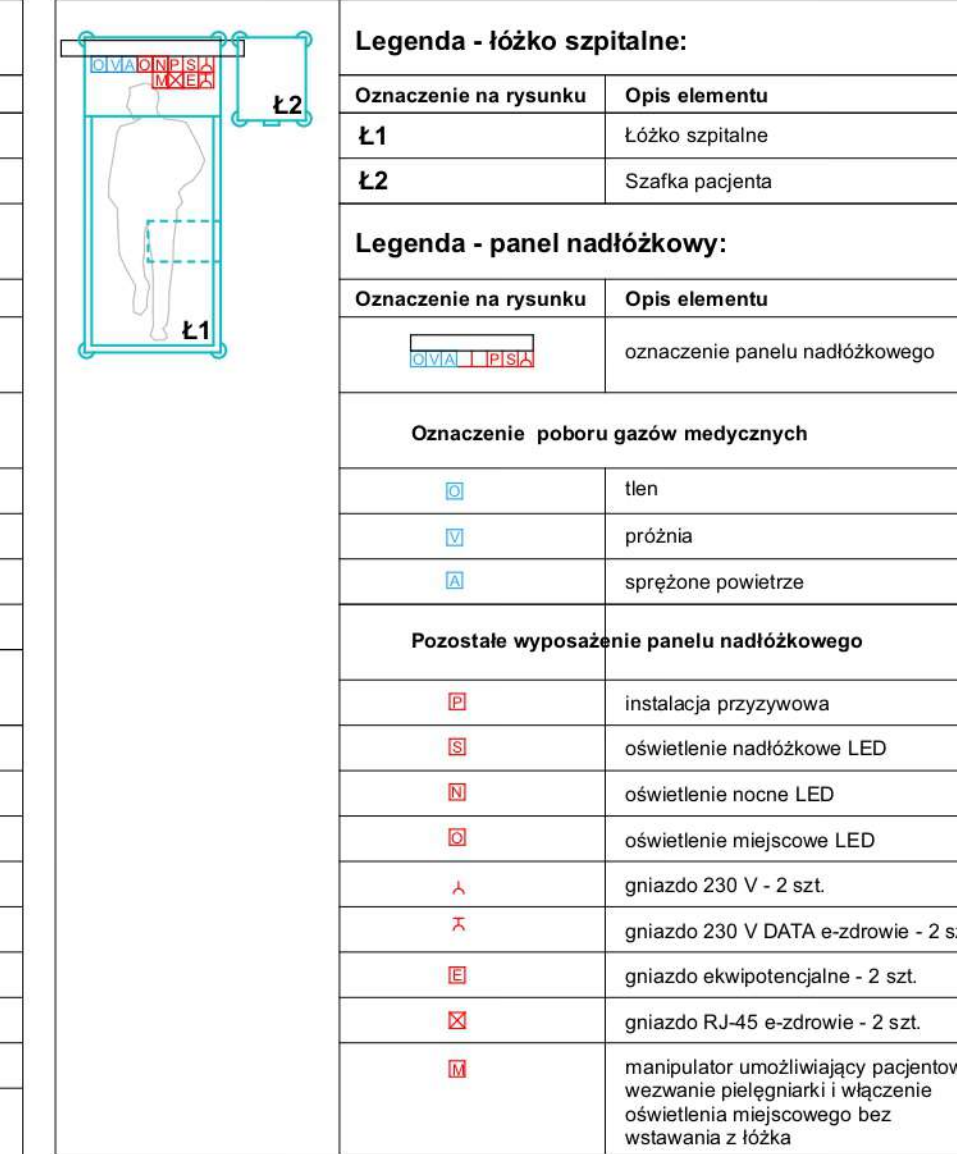 O V A O N P S
M E
Ł2
Ł1
Legenda - łóżko szpitalne:
Oznaczenie na rysunku Opis elementu
Ł1 Łóżko szpitalne
Ł2 Szafka pacjenta
Legenda - panel nadłóżkowy:
Oznaczenie na rysunku Opis elementu
O V A P S oznaczenie panelu nadłóżkowego
Oznaczenie poboru gazów medycznych
O tlen
V próżnia
A sprężone powietrze
Pozostałe wyposażenie panelu nadłóżkowego
P instalacja przyzywowa
S oświetlenie nadłóżkowe LED
N oświetlenie nocne LED
O oświetlenie miejscowe LED
gniazdo 230 V - 2 szt.
gniazdo 230 V DATA e-zdrowie - 2
E gniazdo ekwipotencjalne - 2 szt.
gniazdo RJ-45 e-zdrowie - 2 szt.
M manipulator umożliwiający
wezwanie pielęgniarki i włączenie
oświetlenia miejscowego bez
wstawania z łóżka